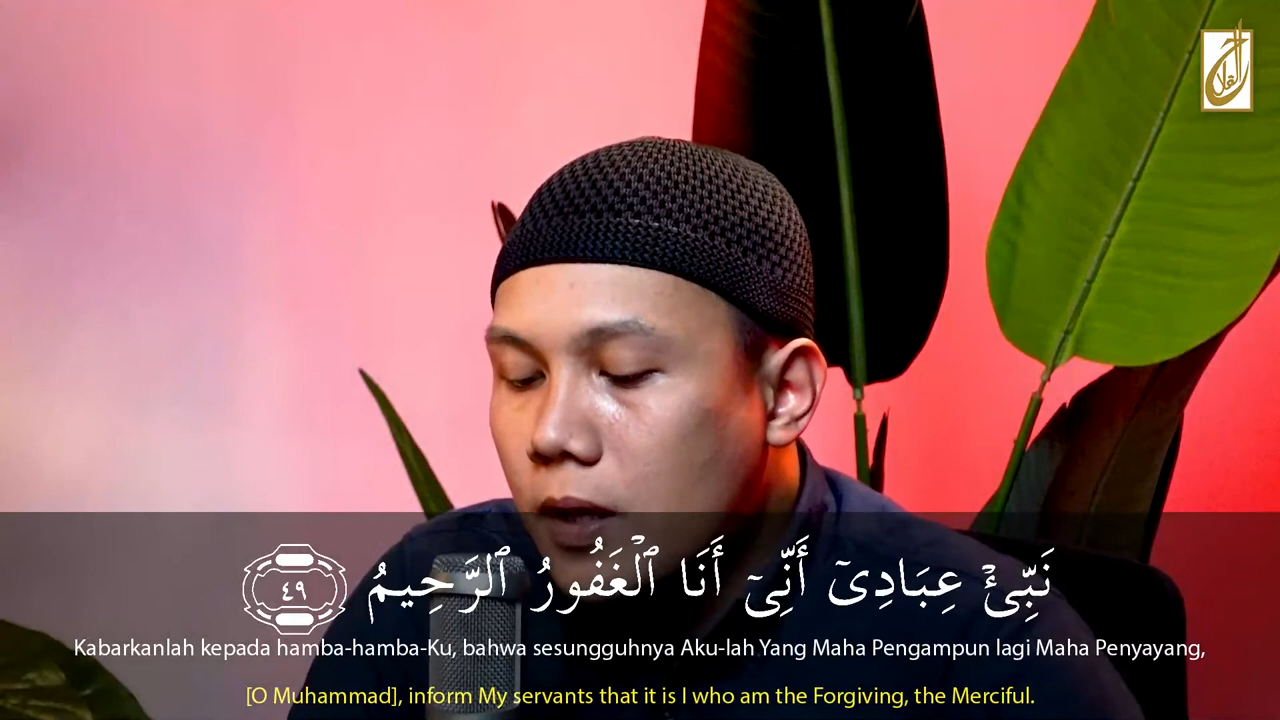 نَبِّئۡ عِبَادِيٓ أَنِّيٓ أَنَا ٱلۡغَفُورُ ٱلرَّحِيمُ ٤٩
Kabarkanlah kepada hamba-hamba-Ku, bahwa sesungguhnya Aku-lah Yang Maha Pengampun lagi Maha Penyayang,
[O Muhammad], inform My servants that it is I who am the Forgiving, the Merciful.